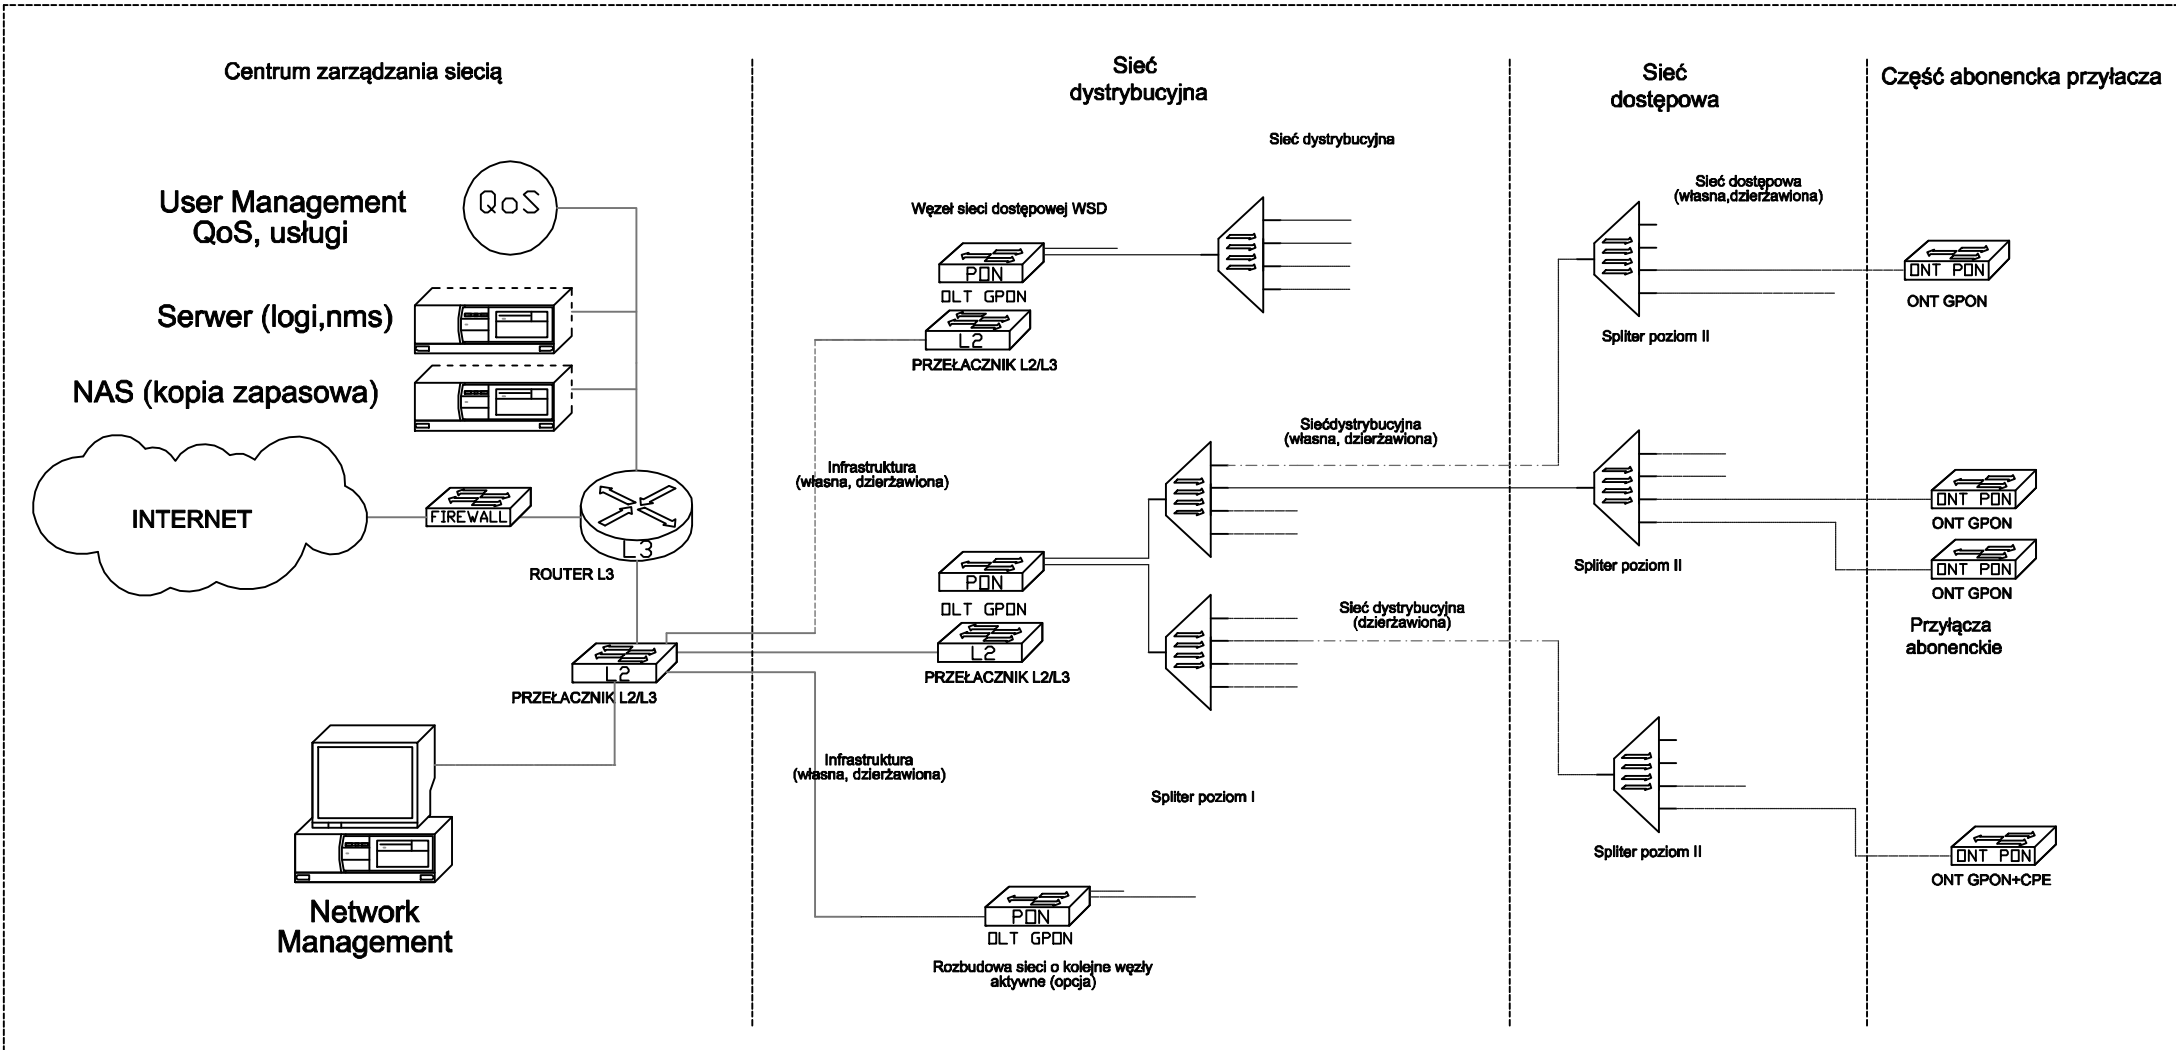 Centrum zarządzania siecią
User Management
QoS, usługi
QoS
Serwer (logi,nms)
NAS (kopia zapasowa)
INTERNET
FIREWALL
L3
ROUTER L3
L2
PRZEŁACZNIK L2/L3
Network
Management
Sieć
dystrybucyjna
Sieć dystrybucyjna
Węzeł sieci dostępowej WSD
PON
OLT GPON
L2
PRZEŁACZNIK L2/L3
Infrastruktura
(własna, dzierżawiona)
Siećdystrybucyjna
(własna, dzierżawiona)
PON
OLT GPON
L2
PRZEŁACZNIK L2/L3
Sieć dystrybucyjna
(dzierżawiona)
Infrastruktura
(własna, dzierżawiona)
Spliter poziom I
PON
OLT GPON
Rozbudowa sieci o kolejne węzły
aktywne (opcja)
Sieć
dostępowa
Sieć dostępowa
(własna,dzierżawiona)
Spliter poziom II
Spliter poziom II
Spliter poziom II
Część abonencka przyłacza
ONT PON
ONT GPON
ONT PON
ONT GPON
ONT PON
ONT GPON
Przyłącza
abonenckie
ONT PON
ONT GPON+CPE